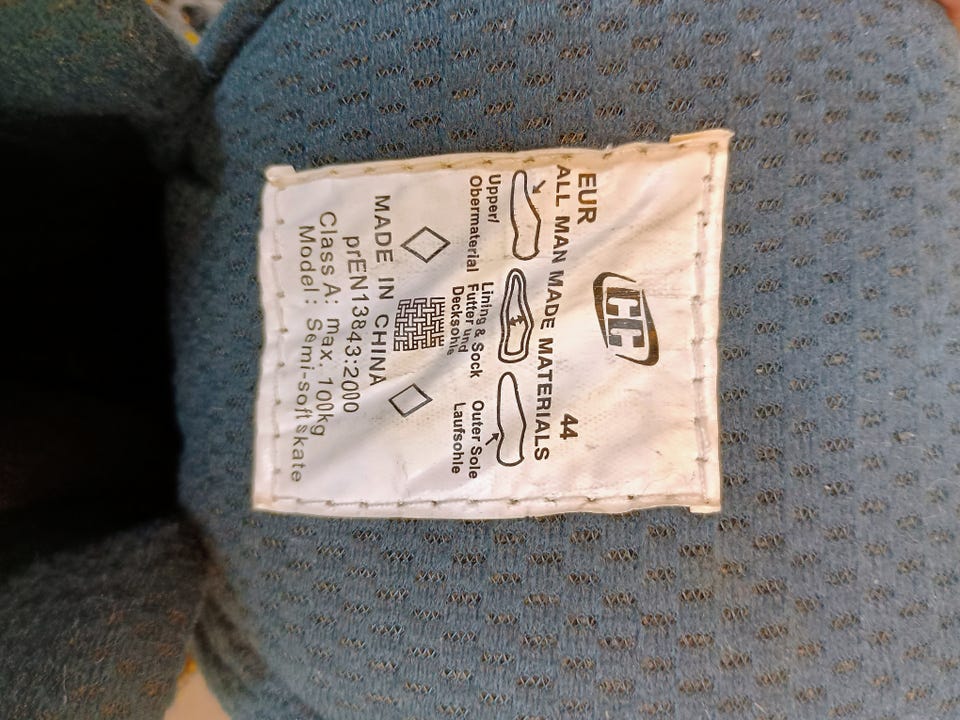 CC
EUR 44
ALL MAN MADE MATERIALS
Upper/ Obermaterial
Lining & Sock Futter und Decksohle
Outer Sole Laufsohle
MADE IN CHINA
prEN13843:2000
Class A: max. 100kg
Model: Semi-soft skate